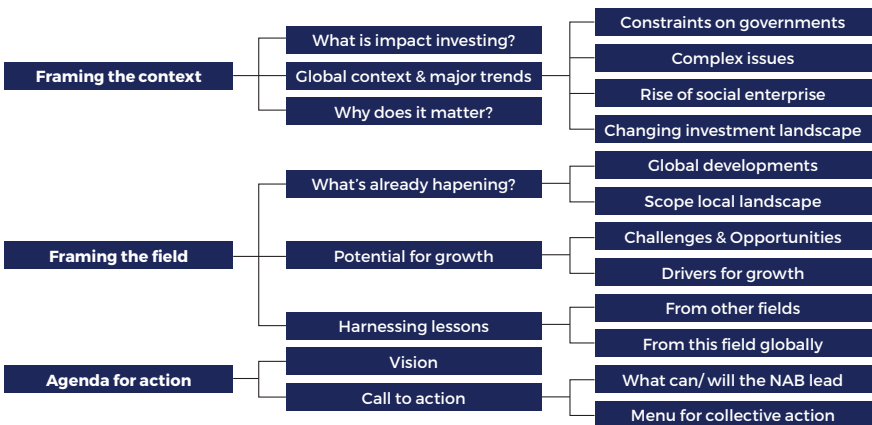 Framing the context
What is impact investing?
Global context & major trends
Why does it matter?
Constraints on governments
Complex issues
Rise of social enterprise
Changing investment landscape
Framing the field
What's already hapening?
Global developments
Scope local landscape
Potential for growth
Challenges & Opportunities
Drivers for growth
Harnessing lessons
From other fields
From this field globally
Agenda for action
Vision
Call to action
What can/ will the NAB lead
Menu for collective action